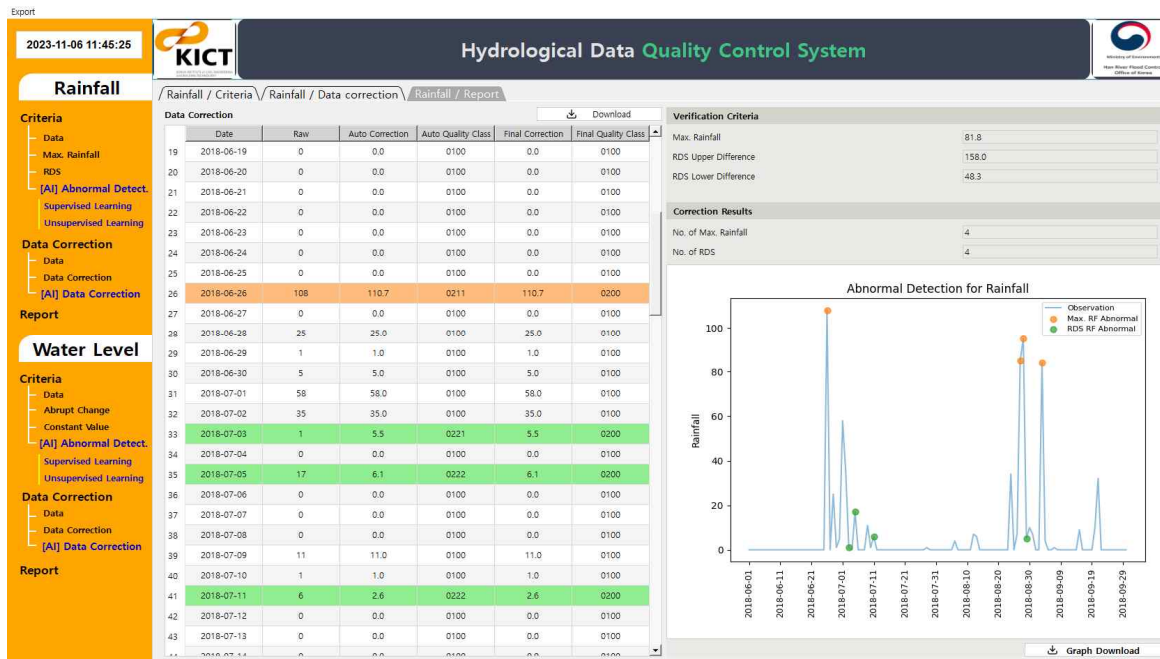 Export
2023-11-06 11:45:25
KICT
Hydrological Data Quality Control System
Ministry of Environment
Han River Flood Control
Office of Korea
Rainfall
Criteria
Data
Max. Rainfall
RDS
[AI] Abnormal Detect.
Supervised Learning
Unsupervised Learning
Data Correction
Data
Data Correction
[AI] Data Correction
Report
Water Level
Criteria
Data
Abrupt Change
Constant Value
[AI] Abnormal Detect.
Supervised Learning
Unsupervised Learning
Data Correction
Data
Data Correction
[AI] Data Correction
Report
Rainfall / Criteria Rainfall / Data correction Rainfall / Report
Data Correction Download
Date Raw Auto Correction Auto Quality Class Final Correction Final Quality Class
19 2018-06-19 0 0.0 0100 0.0 0100
20 2018-06-20 0 0.0 0100 0.0 0100
21 2018-06-21 0 0.0 0100 0.0 0100
22 2018-06-22 0 0.0 0100 0.0 0100
23 2018-06-23 0 0.0 0100 0.0 0100
24 2018-06-24 0 0.0 0100 0.0 0100
25 2018-06-25 0 0.0 0100 0.0 0100
26 2018-06-26 108 110.7 0211 110.7 0200
27 2018-06-27 0 0.0 0100 0.0 0100
28 2018-06-28 25 25.0 0100 25.0 0100
29 2018-06-29 1 1.0 0100 1.0 0100
30 2018-06-30 5 5.0 0100 5.0 0100
31 2018-07-01 58 58.0 0100 58.0 0100
32 2018-07-02 35 35.0 0100 35.0 0100
33 2018-07-03 1 5.5 0221 5.5 0200
34 2018-07-04 0 0.0 0100 0.0 0100
35 2018-07-05 17 6.1 0222 6.1 0200
36 2018-07-06 0 0.0 0100 0.0 0100
37 2018-07-07 0 0.0 0100 0.0 0100
38 2018-07-08 0 0.0 0100 0.0 0100
39 2018-07-09 11 11.0 0100 11.0 0100
40 2018-07-10 1 1.0 0100 1.0 0100
41 2018-07-11 6 2.6 0222 2.6 0200
42 2018-07-12 0 0.0 0100 0.0 0100
43 2018-07-13 0 0.0 0100 0.0 0100
Verification Criteria
Max. Rainfall 81.8
RDS Upper Difference 158.0
RDS Lower Difference 48.3
Correction Results
No. of Max. Rainfall 4
No. of RDS 4
Abnormal Detection for Rainfall
Observation
Max. RF Abnormal
RDS RF Abnormal
Rainfall
100
80
60
40
20
0
2018-06-01
2018-06-11
2018-06-21
2018-07-01
2018-07-11
2018-07-21
2018-07-31
2018-08-10
2018-08-20
2018-08-30
2018-09-09
2018-09-19
2018-09-29
Graph Download